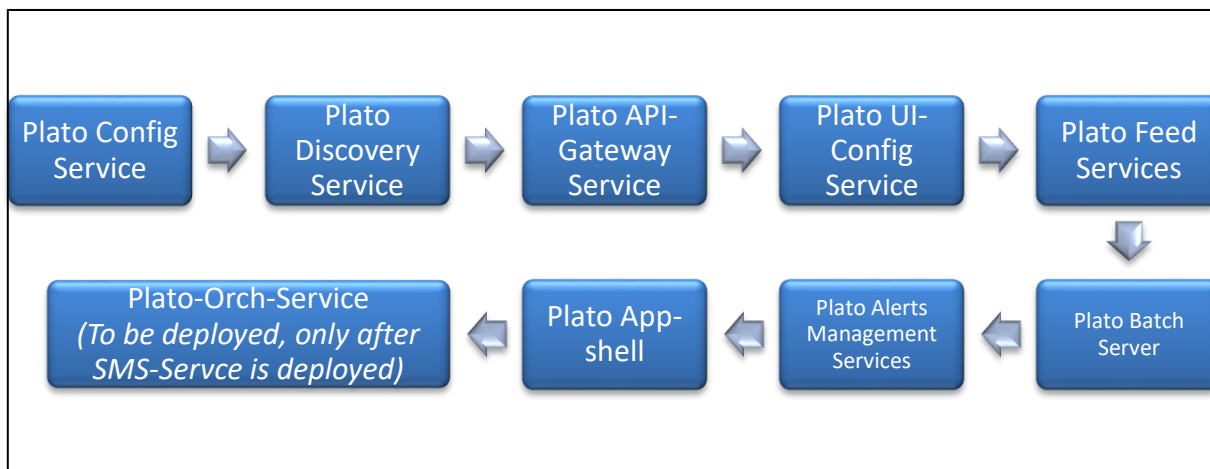 Plato Config
Service
Plato
Discovery
Service
Plato API-
Gateway
Service
Plato UI-
Config
Service
Plato Feed
Services
Plato Batch
Server
Plato Alerts
Management
Services
Plato App-
shell
Plato-Orch-Service
(To be deployed, only after
SMS-Servce is deployed)